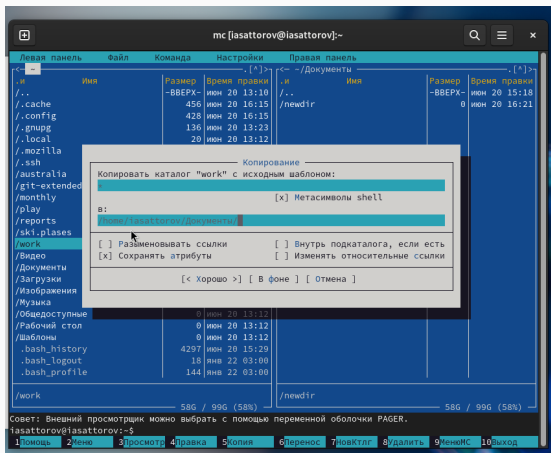 mc [iasattorov@iasattorov]:~
Левая панель Файл Команда Настройки Правая панель
<— ~ .[^]>
.и Имя Размер Время правки
/.. -ВВЕРХ- июн 20 13:10
/.cache 456 июн 20 16:15
/.config 428 июн 20 16:15
/.gnupg 136 июн 20 13:23
/.local 20 июн 20 13:12
/.mozilla
/.ssh
/australia
/git-extended
/monthly
/play
/reports
/ski.plases
/work
/Видео
/Документы
/Загрузки
/Изображения
/Музыка
/Общедоступные 0 июн 20 13:12
/Рабочий стол 0 июн 20 13:12
/Шаблоны 0 июн 20 13:12
.bash_history 4297 июн 20 15:29
.bash_logout 18 янв 22 03:00
.bash_profile 144 янв 22 03:00
/work
58G / 99G (58%)
<— ~/Документы .[^]>
.и Имя Размер Время правки
/.. -ВВЕРХ- июн 20 15:18
/newdir 0 июн 20 16:21
/newdir
58G / 99G (58%)
Копирование
Копировать каталог "work" с исходным шаблоном:
*
[x] Метасимволы shell
в:
/home/iasattorov/Документы/
[ ] Разыменовывать ссылки [ ] Внутрь подкаталога, если есть
[x] Сохранять атрибуты [ ] Изменять относительные ссылки
[< Хорошо >] [ В фоне ] [ Отмена ]
Совет: Внешний просмотрщик можно выбрать с помощью переменной оболочки PAGER.
iasattorov@iasattorov:~$
1Помощь 2Меню 3Просмотр 4Правка 5Копия 6Перенос 7НовКтлг 8Удалить 9МенюМС 10Выход